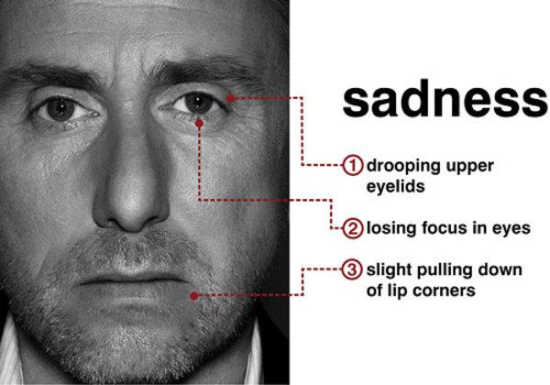 sadness
1 drooping upper
eyelids
2 losing focus in eyes
3 slight pulling down
of lip corners